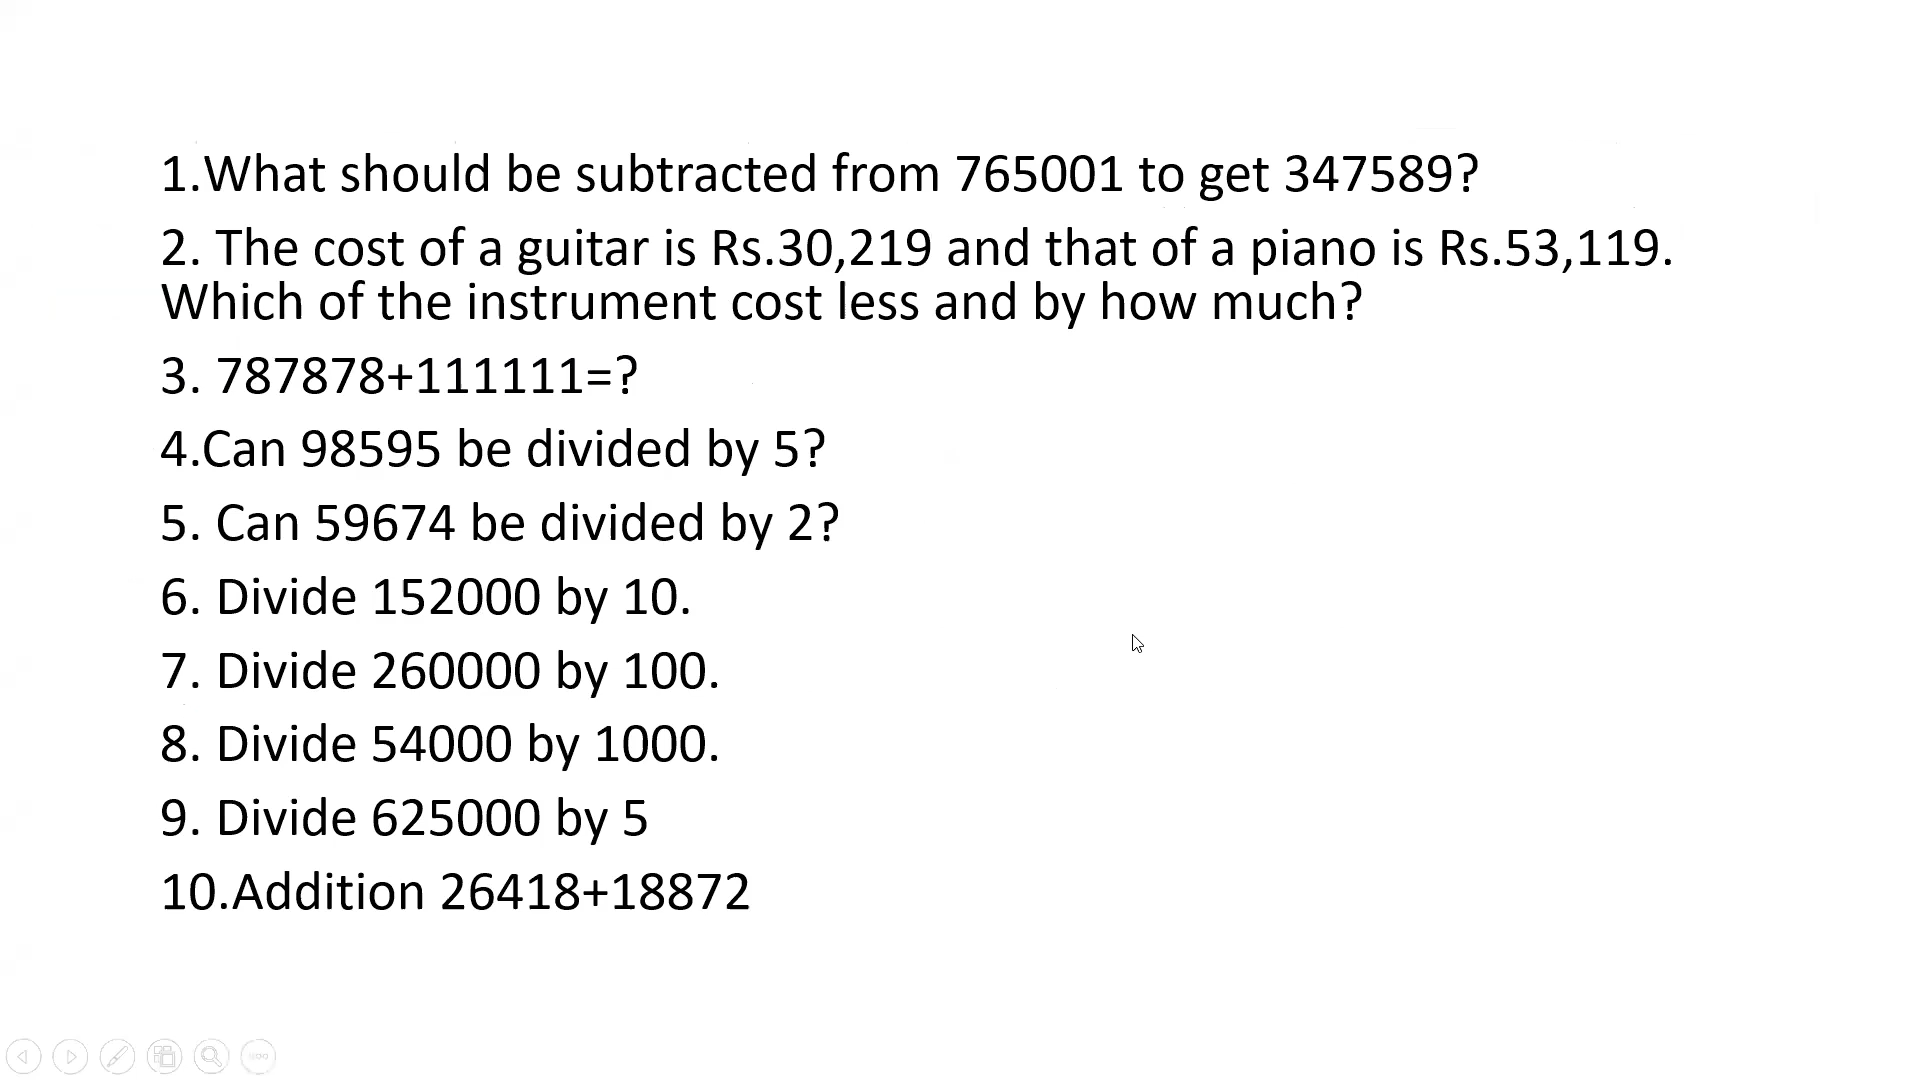 1.What should be subtracted from 765001 to get 347589?
2. The cost of a guitar is Rs.30,219 and that of a piano is Rs.53,119.
Which of the instrument cost less and by how much?
3. 787878+111111=?
4.Can 98595 be divided by 5?
5. Can 59674 be divided by 2?
6. Divide 152000 by 10.
7. Divide 260000 by 100.
8. Divide 54000 by 1000.
9. Divide 625000 by 5
10.Addition 26418+18872